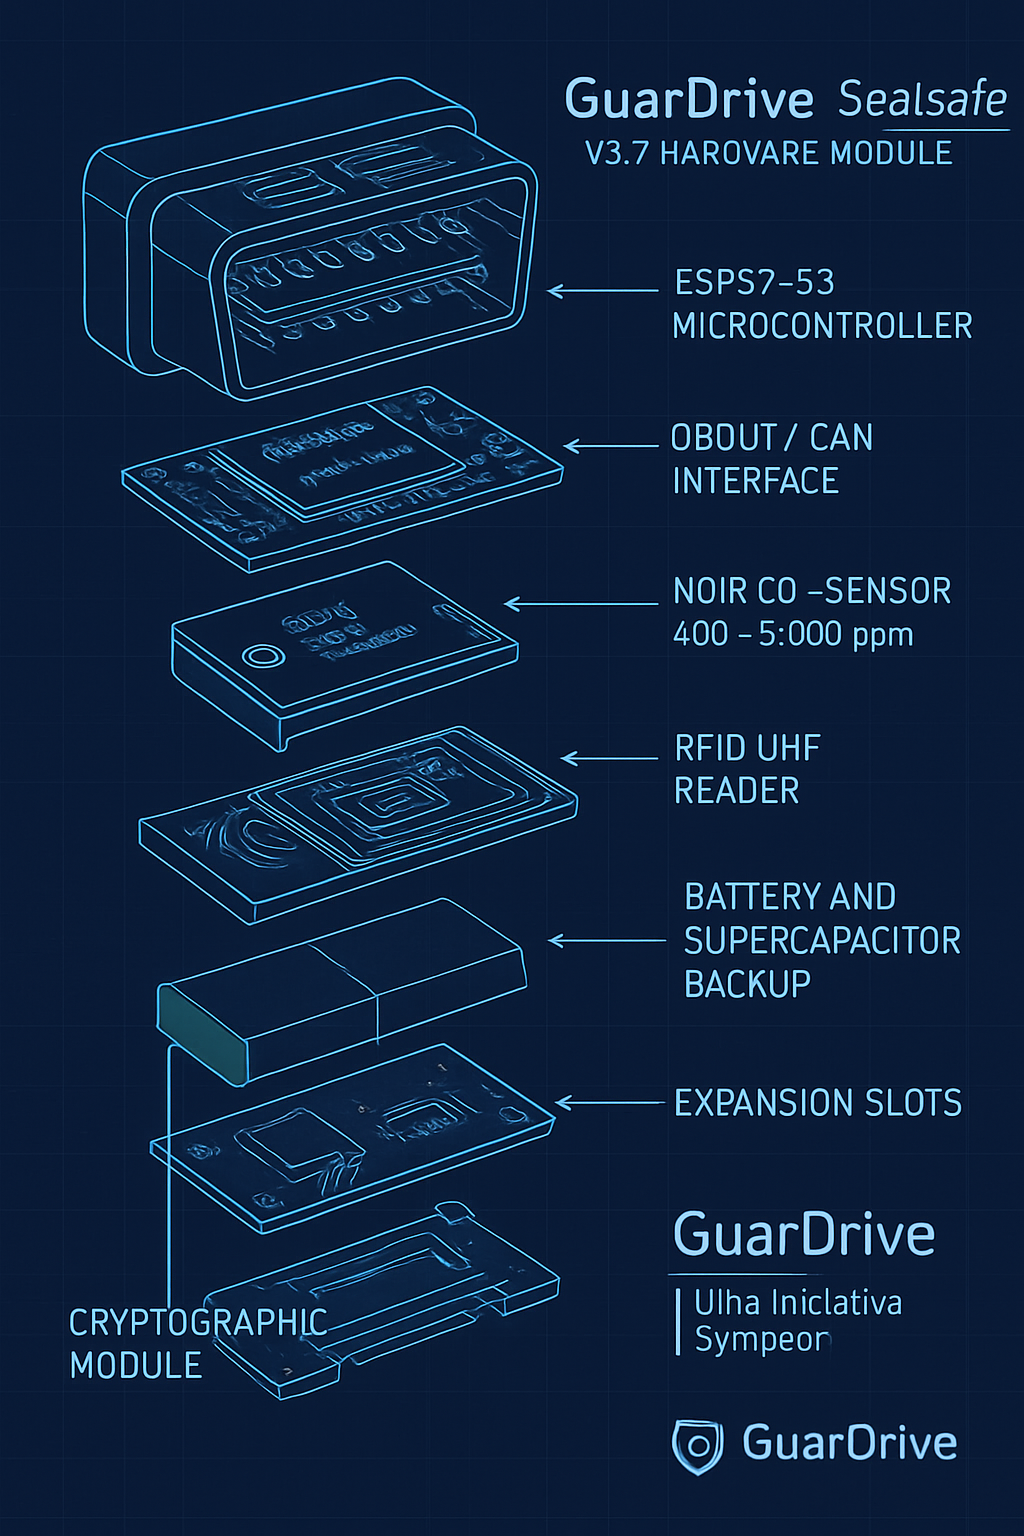 GuarDrive Sealsafe
V3.7 HAROVARE MODULE
ESPS7-53
MICROCONTROLLER
OBOUT / CAN
INTERFACE
NOIR CO -SENSOR
400 - 5:000 ppm
RFID UHF
READER
BATTERY AND
SUPERCAPACITOR
BACKUP
EXPANSION SLOTS
CRYPTOGRAPHIC
MODULE
GuarDrive
Ulha Iniclativa
Sympeon
GuarDrive